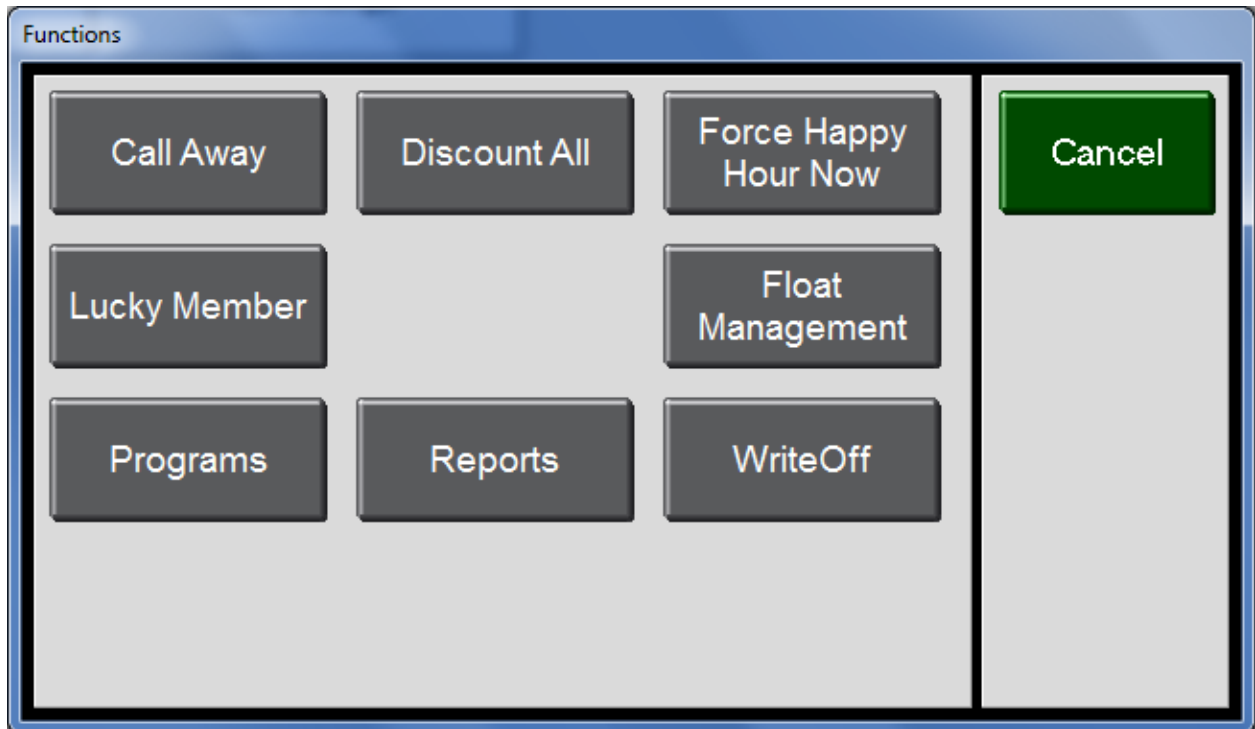 Functions
Call Away
Discount All
Force Happy
Hour Now
Cancel
Lucky Member
Float
Management
Programs
Reports
WriteOff